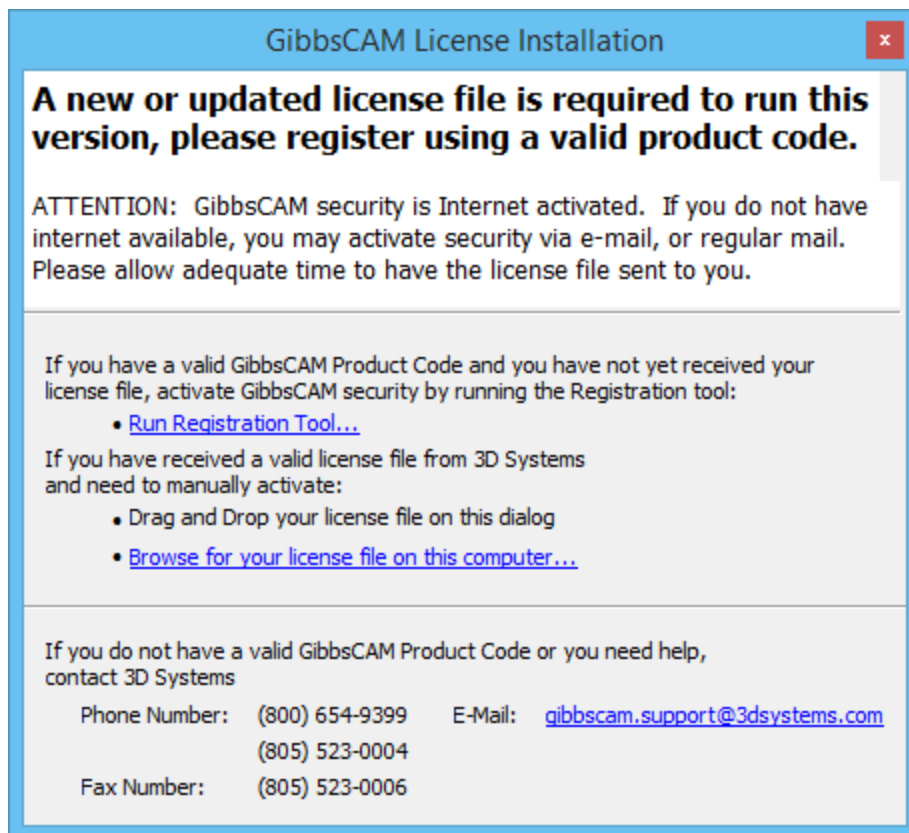 GibbsCAM License Installation
x
A new or updated license file is required to run this
version, please register using a valid product code.
ATTENTION:  GibbsCAM security is Internet activated.  If you do not have
internet available, you may activate security via e-mail, or regular mail.
Please allow adequate time to have the license file sent to you.
If you have a valid GibbsCAM Product Code and you have not yet received your
license file, activate GibbsCAM security by running the Registration tool:
• Run Registration Tool...
If you have received a valid license file from 3D Systems
and need to manually activate:
• Drag and Drop your license file on this dialog
• Browse for your license file on this computer...
If you do not have a valid GibbsCAM Product Code or you need help,
contact 3D Systems
Phone Number: (800) 654-9399 E-Mail: gibbscam.support@3dsystems.com
(805) 523-0004
Fax Number: (805) 523-0006